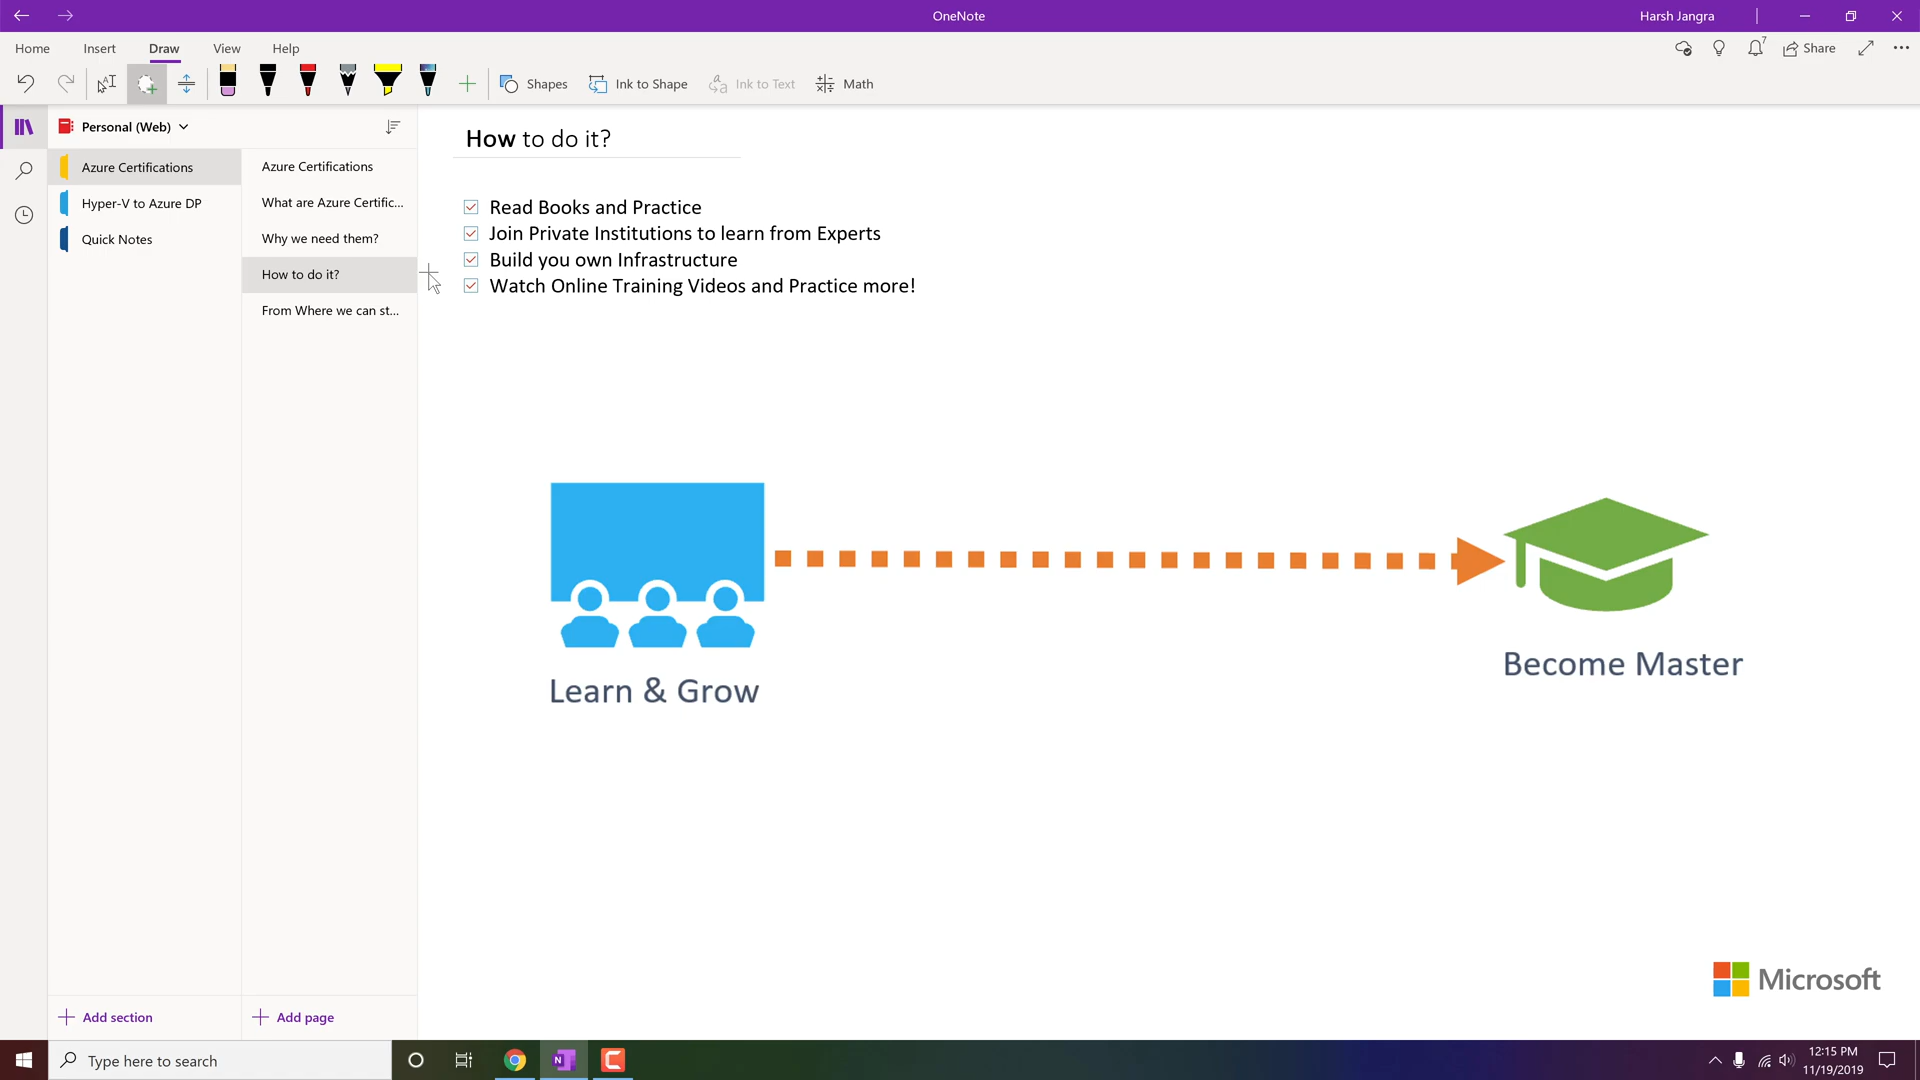 OneNote
Harsh Jangra
Home Insert Draw View Help
7 Share
Shapes Ink to Shape Ink to Text Math
Personal (Web)
Azure Certifications
Hyper-V to Azure DP
Quick Notes
Azure Certifications
What are Azure Certific...
Why we need them?
How to do it?
From Where we can st...
How to do it?
Read Books and Practice
Join Private Institutions to learn from Experts
Build you own Infrastructure
Watch Online Training Videos and Practice more!
Learn & Grow
Become Master
Microsoft
Add section
Add page
Type here to search
12:15 PM
11/19/2019